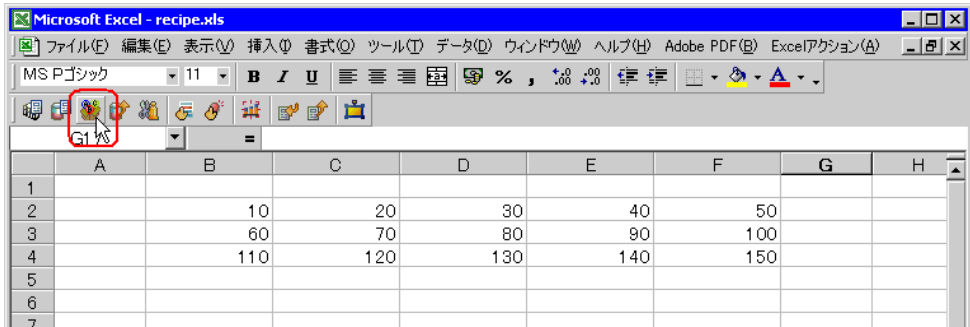 Microsoft Excel - recipe.xls
ファイル(F) 編集(E) 表示(V) 挿入(I) 書式(O) ツール(T) データ(D) ウィンドウ(W) ヘルプ(H) Adobe PDF(B) Excelアクション(A)
MS Pゴシック 11 B I U % ,
=
A B C D E F G H
1
2 10 20 30 40 50
3 60 70 80 90 100
4 110 120 130 140 150
5
6
7